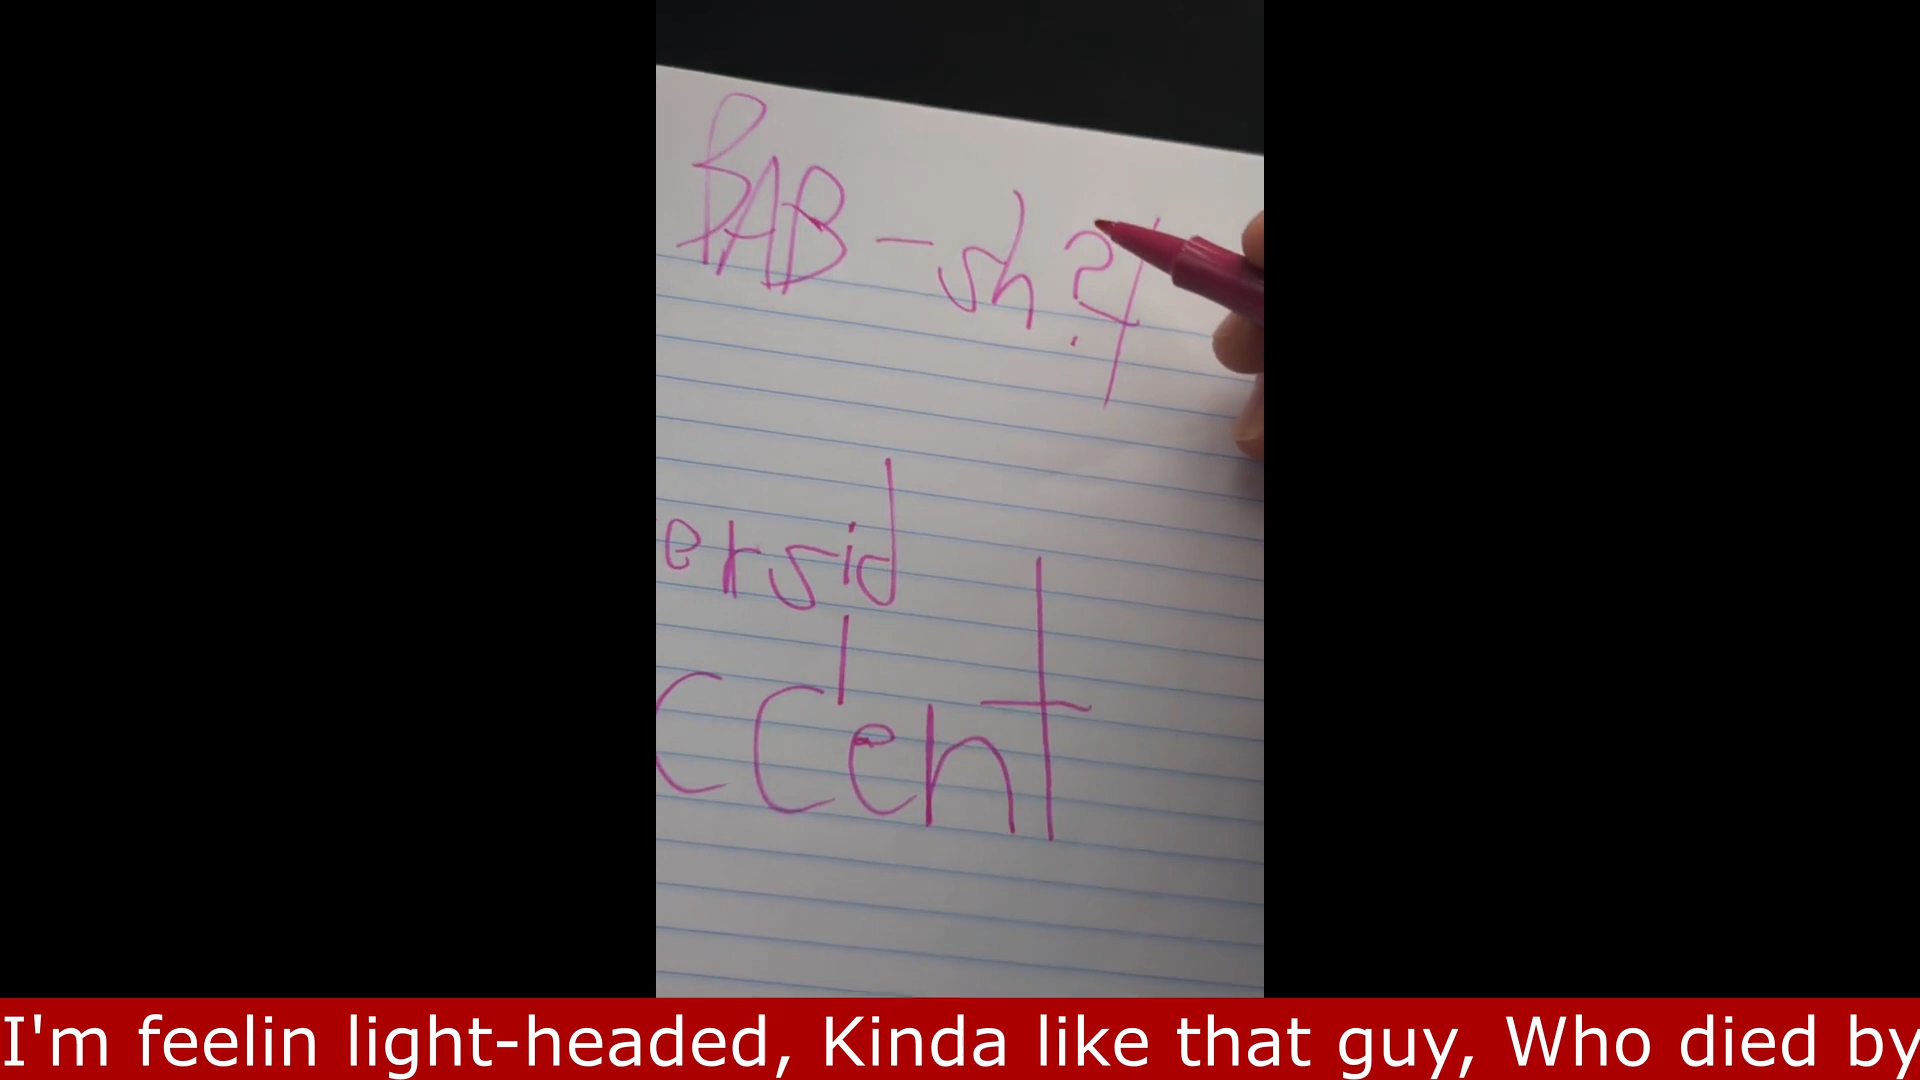 BAB - sh?
ersid
ccent
I'm feelin light-headed, Kinda like that guy, Who died by